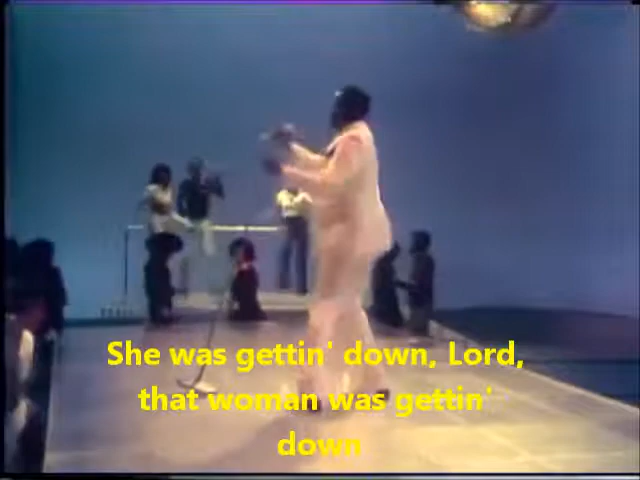 She was gettin' down, Lord,
that woman was gettin'
down